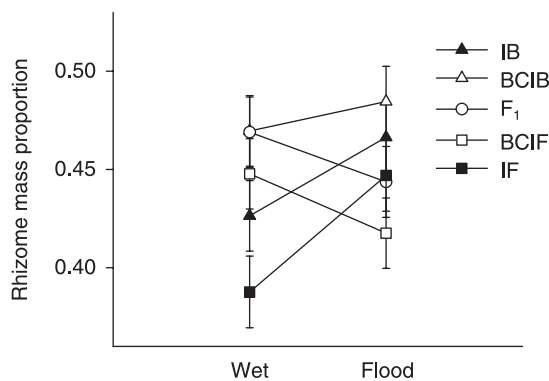 Rhizome mass proportion
0.50
0.45
0.40
Wet Flood
IB
BCIB
F₁
BCIF
IF